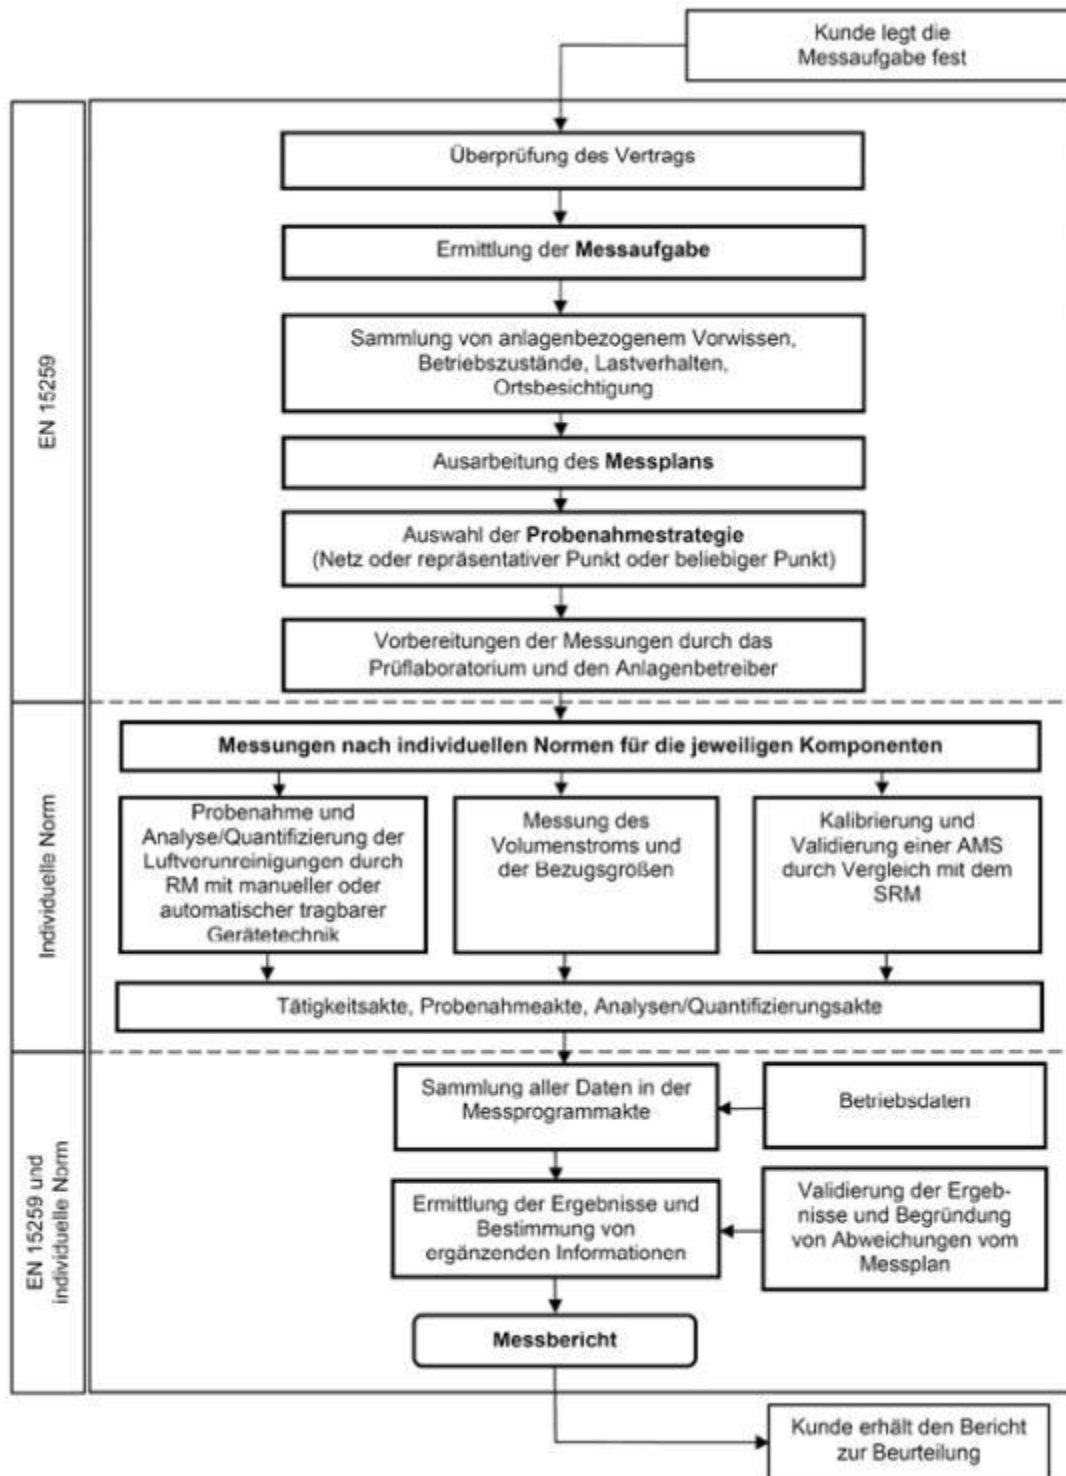 Kunde legt die
Messaufgabe fest
EN 15259
Überprüfung des Vertrags
Ermittlung der Messaufgabe
Sammlung von anlagenbezogenem Vorwissen,
Betriebszustände, Lastverhalten,
Ortsbesichtigung
Ausarbeitung des Messplans
Auswahl der Probenahmestrategie
(Netz oder repräsentativer Punkt oder beliebiger Punkt)
Vorbereitungen der Messungen durch das
Prüflaboratorium und den Anlagenbetreiber
Individuelle Norm
Messungen nach individuellen Normen für die jeweiligen Komponenten
Probenahme und
Analyse/Quantifizierung der
Luftverunreinigungen durch
RM mit manueller oder
automatischer tragbarer
Gerätetechnik
Messung des
Volumenstroms und
der Bezugsgrößen
Kalibrierung und
Validierung einer AMS
durch Vergleich mit dem
SRM
Tätigkeitsakte, Probenahmeakte, Analysen/Quantifizierungsakte
EN 15259 und
individuelle Norm
Sammlung aller Daten in der
Messprogrammakte
Betriebsdaten
Ermittlung der Ergebnisse und
Bestimmung von
ergänzenden Informationen
Validierung der Ergeb-
nisse und Begründung
von Abweichungen vom
Messplan
Messbericht
Kunde erhält den Bericht
zur Beurteilung